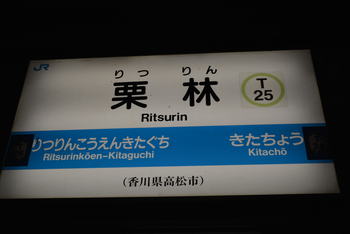 JR
りつ りん
栗 林
Ritsurin
T
25
りつりんこうえんきたぐち
Ritsurinkōen-Kitaguchi
きたちょう
Kitachō
(香川県高松市)